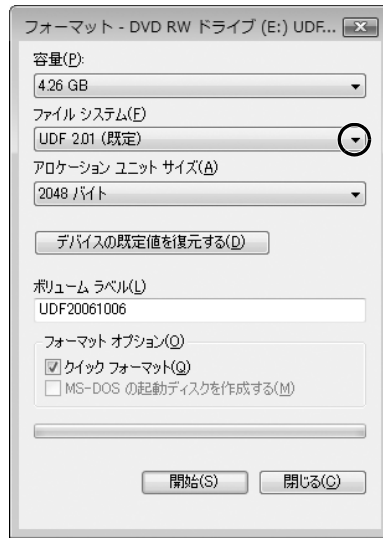 フォーマット - DVD RW ドライブ (E:) UDF...
容量(P):
4.26 GB
ファイル システム(F)
UDF 2.01 (既定)
アロケーション ユニット サイズ(A)
2048 バイト
デバイスの既定値を復元する(D)
ボリューム ラベル(L)
UDF20061006
フォーマット オプション(O)
クイック フォーマット(Q)
MS-DOS の起動ディスクを作成する(M)
開始(S)
閉じる(C)